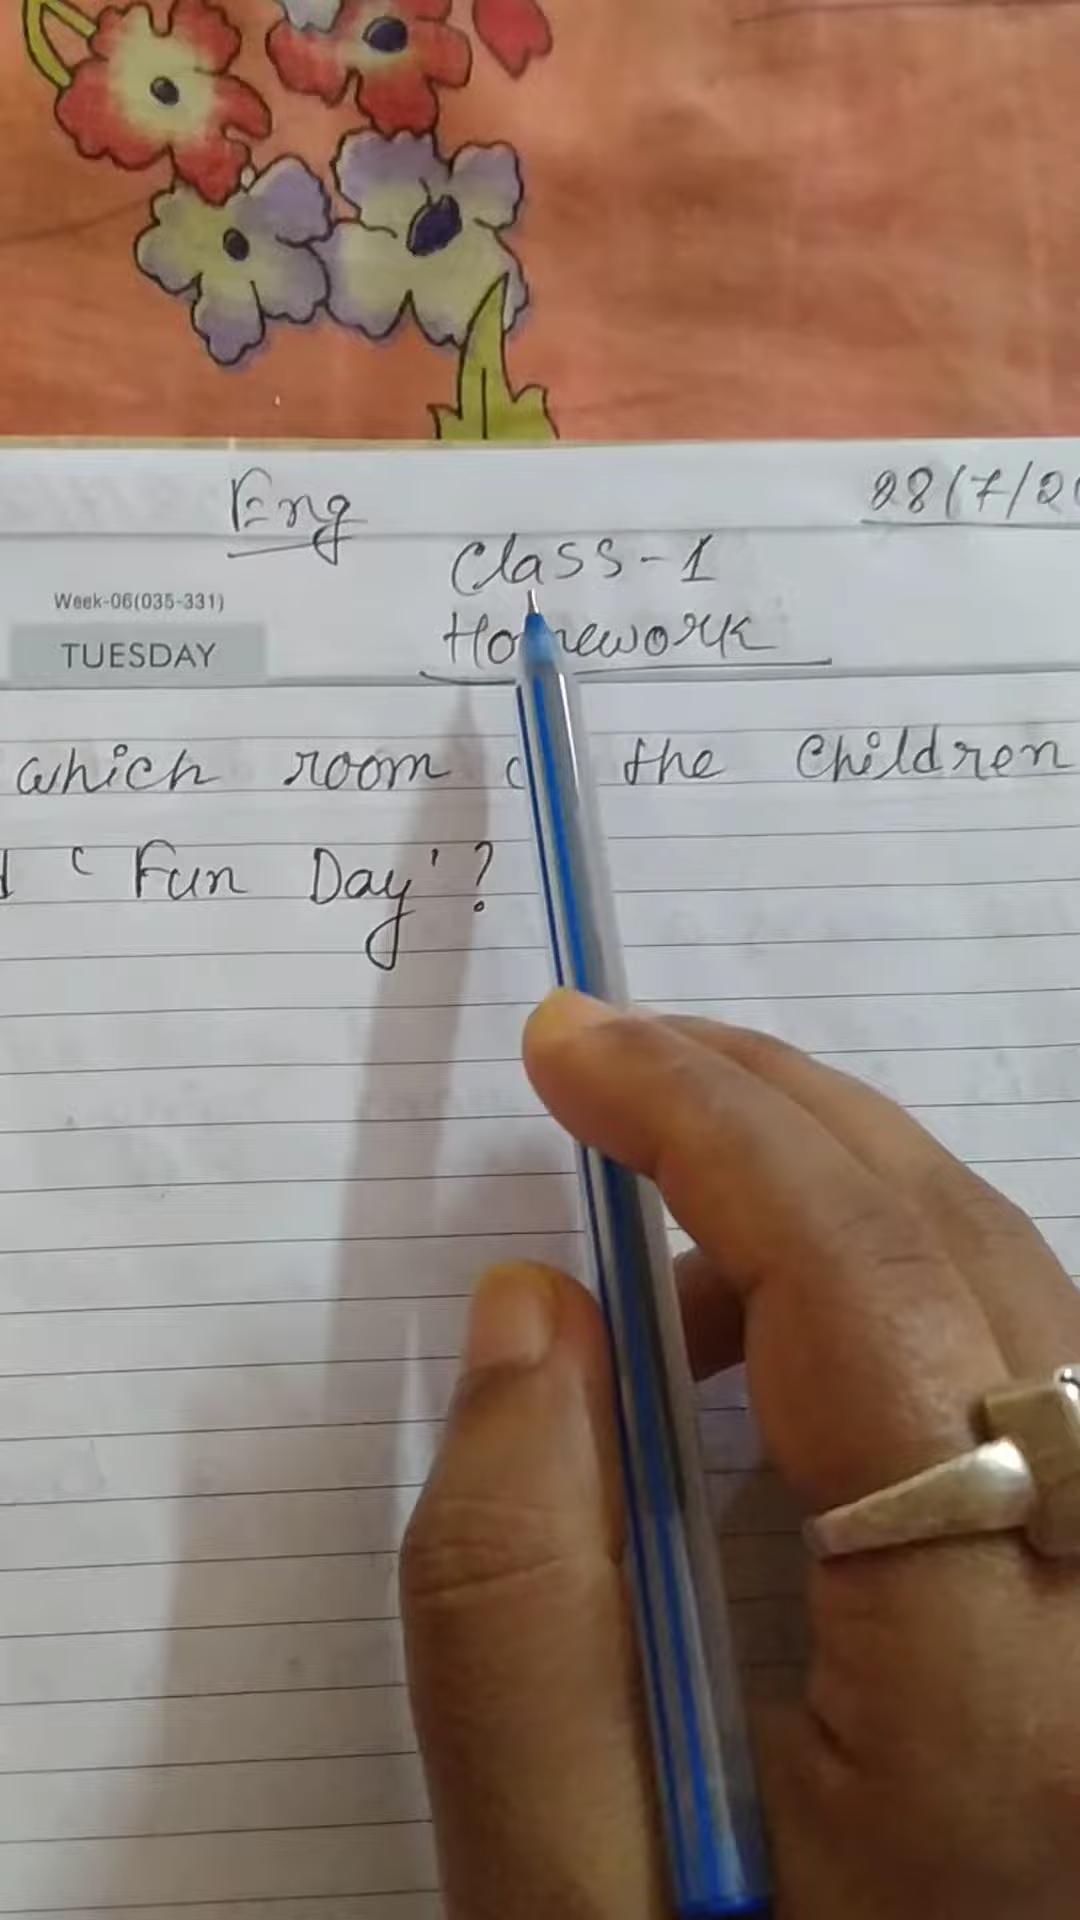 Eng
28/7/2
Class-1
Week-06(035-331)
Homework
TUESDAY
which room the children
'Fun Day'?